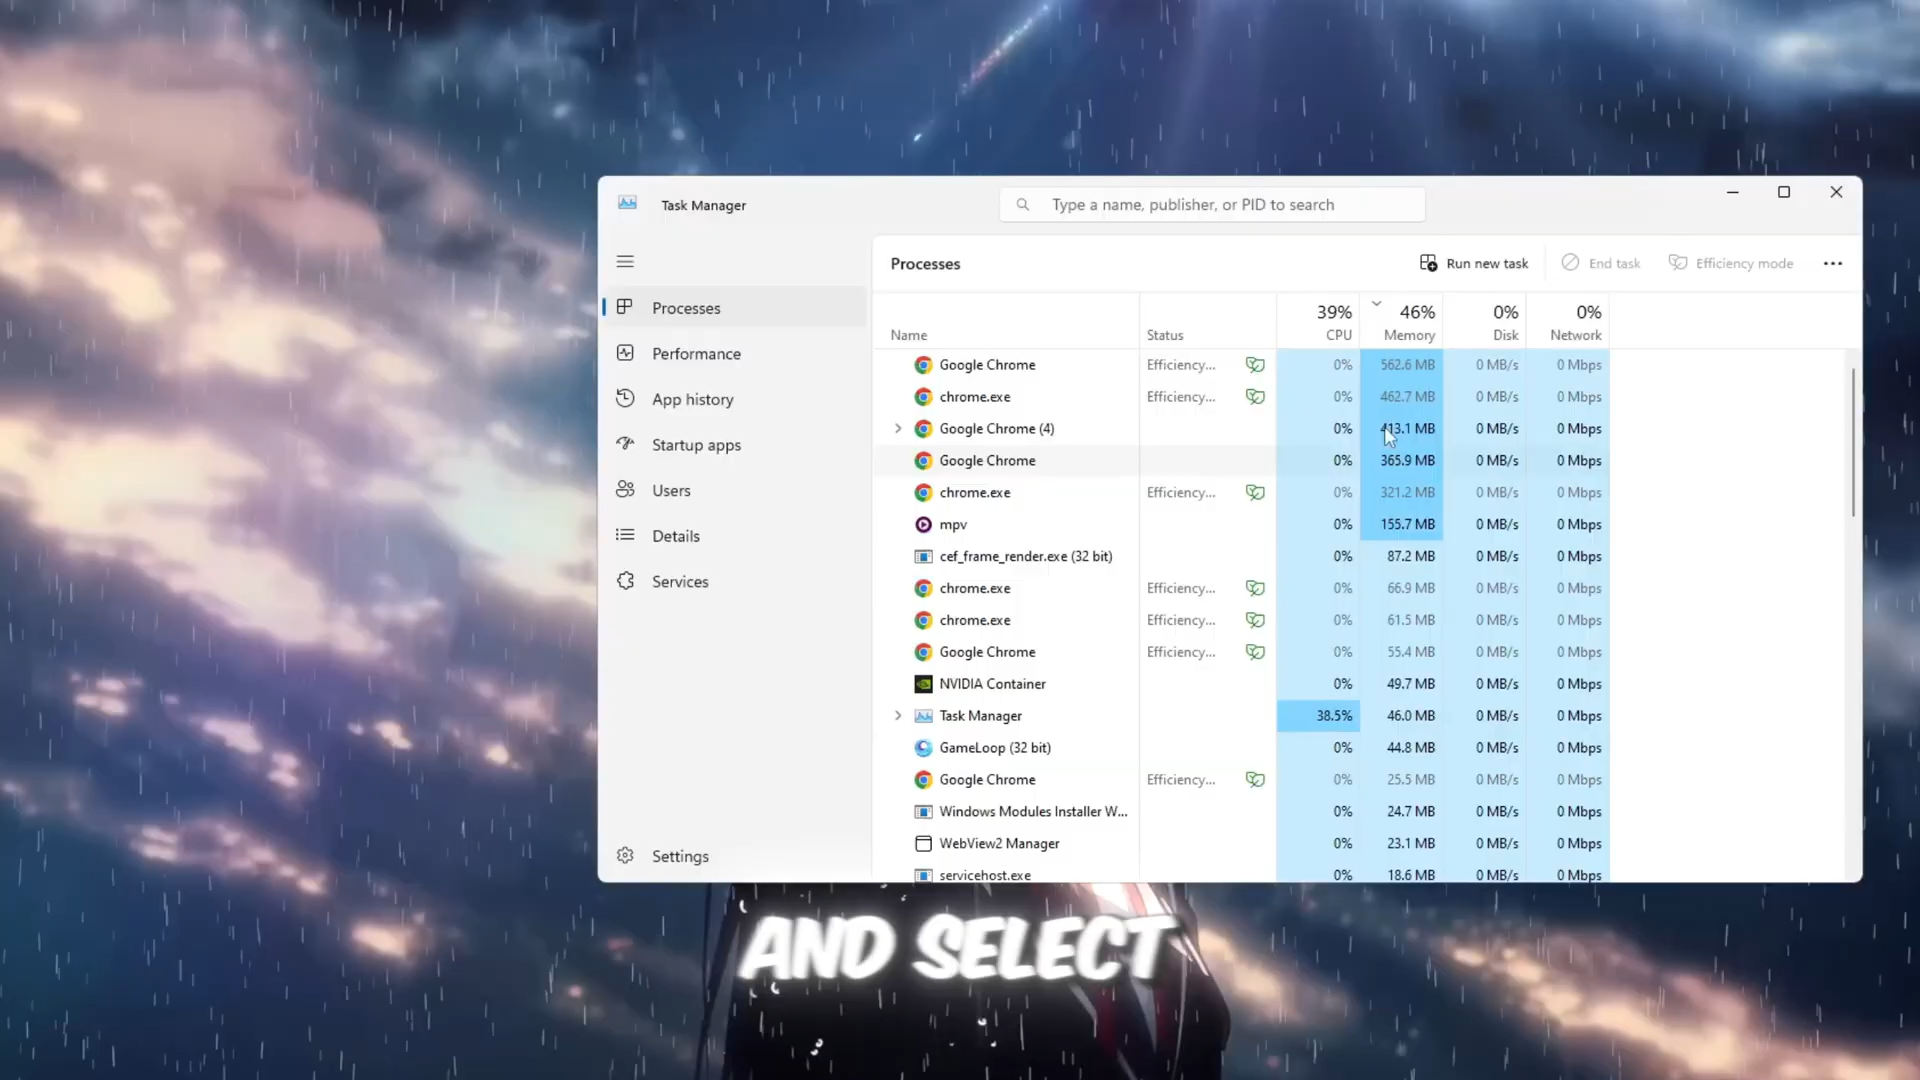 Task Manager
Type a name, publisher, or PID to search
Processes
Run new task
End task
Efficiency mode
Processes
Performance
App history
Startup apps
Users
Details
Services
Settings
39% 46% 0% 0%
Name Status CPU Memory Disk Network
Google Chrome Efficiency... 0% 562.6 MB 0 MB/s 0 Mbps
chrome.exe Efficiency... 0% 462.7 MB 0 MB/s 0 Mbps
Google Chrome (4) 0% 413.1 MB 0 MB/s 0 Mbps
Google Chrome 0% 365.9 MB 0 MB/s 0 Mbps
chrome.exe Efficiency... 0% 321.2 MB 0 MB/s 0 Mbps
mpv 0% 155.7 MB 0 MB/s 0 Mbps
cef_frame_render.exe (32 bit) 0% 87.2 MB 0 MB/s 0 Mbps
chrome.exe Efficiency... 0% 66.9 MB 0 MB/s 0 Mbps
chrome.exe Efficiency... 0% 61.5 MB 0 MB/s 0 Mbps
Google Chrome Efficiency... 0% 55.4 MB 0 MB/s 0 Mbps
NVIDIA Container 0% 49.7 MB 0 MB/s 0 Mbps
Task Manager 38.5% 46.0 MB 0 MB/s 0 Mbps
GameLoop (32 bit) 0% 44.8 MB 0 MB/s 0 Mbps
Google Chrome Efficiency... 0% 25.5 MB 0 MB/s 0 Mbps
Windows Modules Installer W... 0% 24.7 MB 0 MB/s 0 Mbps
WebView2 Manager 0% 23.1 MB 0 MB/s 0 Mbps
servicehost.exe 0% 18.6 MB 0 MB/s 0 Mbps
AND SELECT